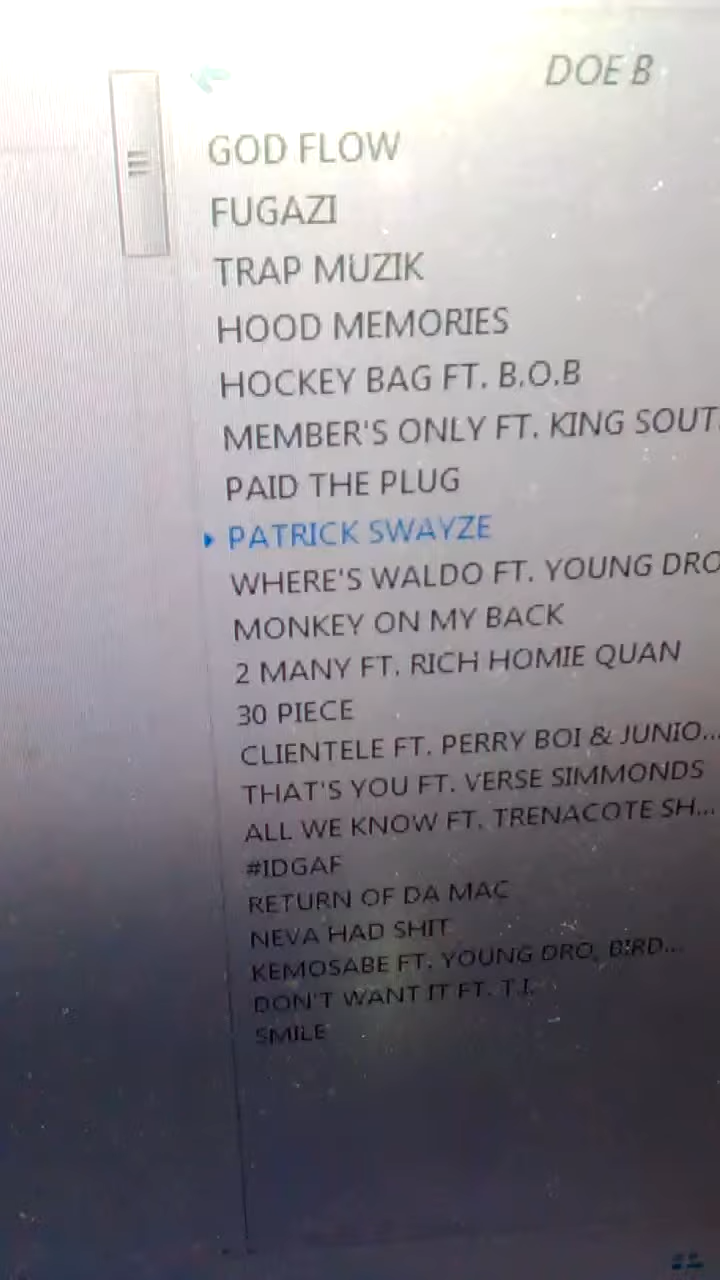 DOE B
GOD FLOW
FUGAZI
TRAP MUZIK
HOOD MEMORIES
HOCKEY BAG FT. B.O.B
MEMBER'S ONLY FT. KING SOUT.
PAID THE PLUG
PATRICK SWAYZE
WHERE'S WALDO FT. YOUNG DRO
MONKEY ON MY BACK
2 MANY FT. RICH HOMIE QUAN
30 PIECE
CLIENTELE FT. PERRY BOI & JUNIO...
THAT'S YOU FT. VERSE SIMMONDS
ALL WE KNOW FT. TRENACOTE SH...
#IDGAF
RETURN OF DA MAC
NEVA HAD SHIT
KEMOSABE FT. YOUNG DRO, BIRD...
DON'T WANT IT FT. T.I.
SMILE